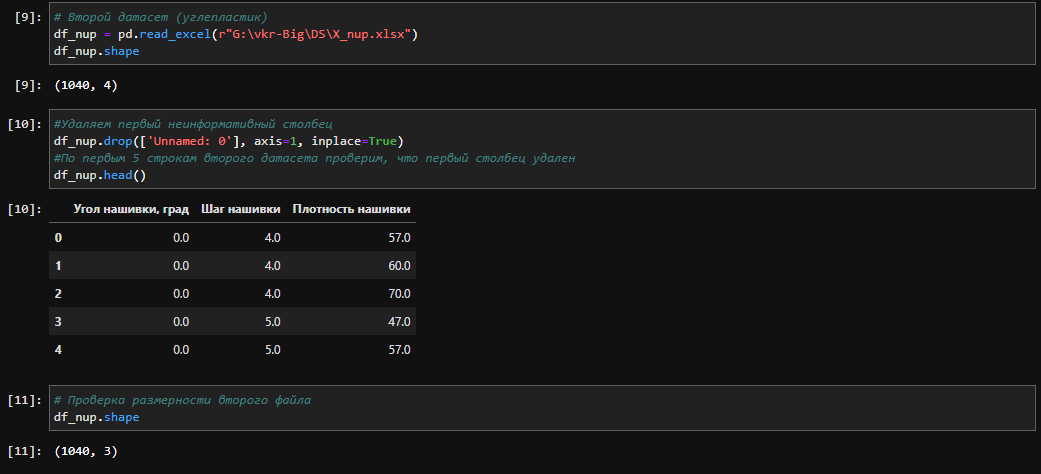 [9]: # Второй датасет (углепластик)
df_nup = pd.read_excel(r"G:\vkr-Big\DS\X_nup.xlsx")
df_nup.shape
[9]: (1040, 4)
[10]: #Удаляем первый неинформативный столбец
df_nup.drop(['Unnamed: 0'], axis=1, inplace=True)
#По первым 5 строкам второго датасета проверим, что первый столбец удален
df_nup.head()
[10]: Угол нашивки, град Шаг нашивки Плотность нашивки
0 0.0 4.0 57.0
1 0.0 4.0 60.0
2 0.0 4.0 70.0
3 0.0 5.0 47.0
4 0.0 5.0 57.0
[11]: # Проверка размерности второго файла
df_nup.shape
[11]: (1040, 3)